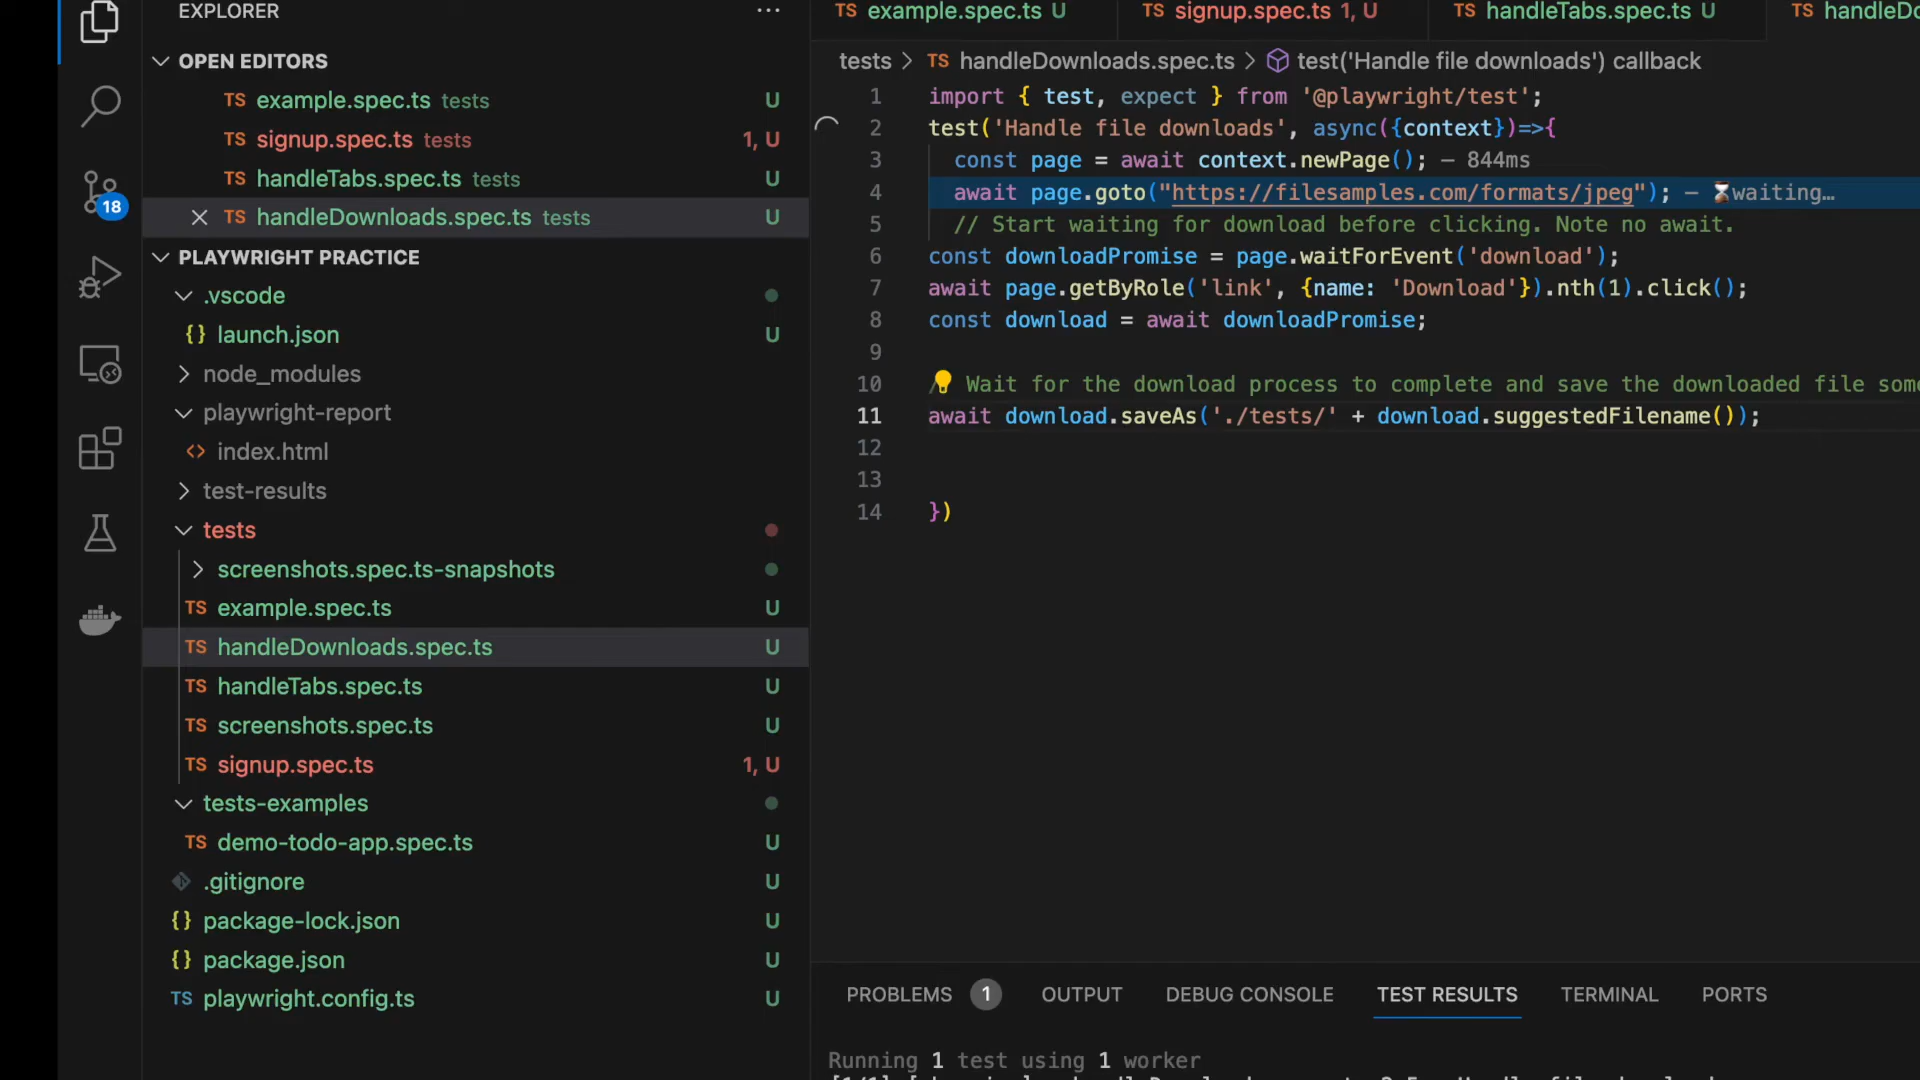 EXPLORER
OPEN EDITORS
TS example.spec.ts tests U
TS signup.spec.ts tests 1, U
TS handleTabs.spec.ts tests U
TS handleDownloads.spec.ts tests U
PLAYWRIGHT PRACTICE
.vscode
{} launch.json U
node_modules
playwright-report
<> index.html
test-results
tests
screenshots.spec.ts-snapshots
TS example.spec.ts U
TS handleDownloads.spec.ts U
TS handleTabs.spec.ts U
TS screenshots.spec.ts U
TS signup.spec.ts 1, U
tests-examples
TS demo-todo-app.spec.ts U
.gitignore U
{} package-lock.json U
{} package.json U
TS playwright.config.ts U
18
TS example.spec.ts U TS signup.spec.ts 1, U TS handleTabs.spec.ts U TS
tests > TS handleDownloads.spec.ts > test('Handle file downloads') callback
1 import { test, expect } from '@playwright/test';
2 test('Handle file downloads', async({context})=>{
3 const page = await context.newPage(); — 844ms
4 await page.goto("https://filesamples.com/formats/jpeg"); — ⌛waiting…
5 // Start waiting for download before clicking. Note no await.
6 const downloadPromise = page.waitForEvent('download');
7 await page.getByRole('link', {name: 'Download'}).nth(1).click();
8 const download = await downloadPromise;
9
10 Wait for the download process to complete and save the downloaded file
11 await download.saveAs('./tests/' + download.suggestedFilename());
12
13
14 })
PROBLEMS 1 OUTPUT DEBUG CONSOLE TEST RESULTS TERMINAL PORTS
Running 1 test using 1 worker